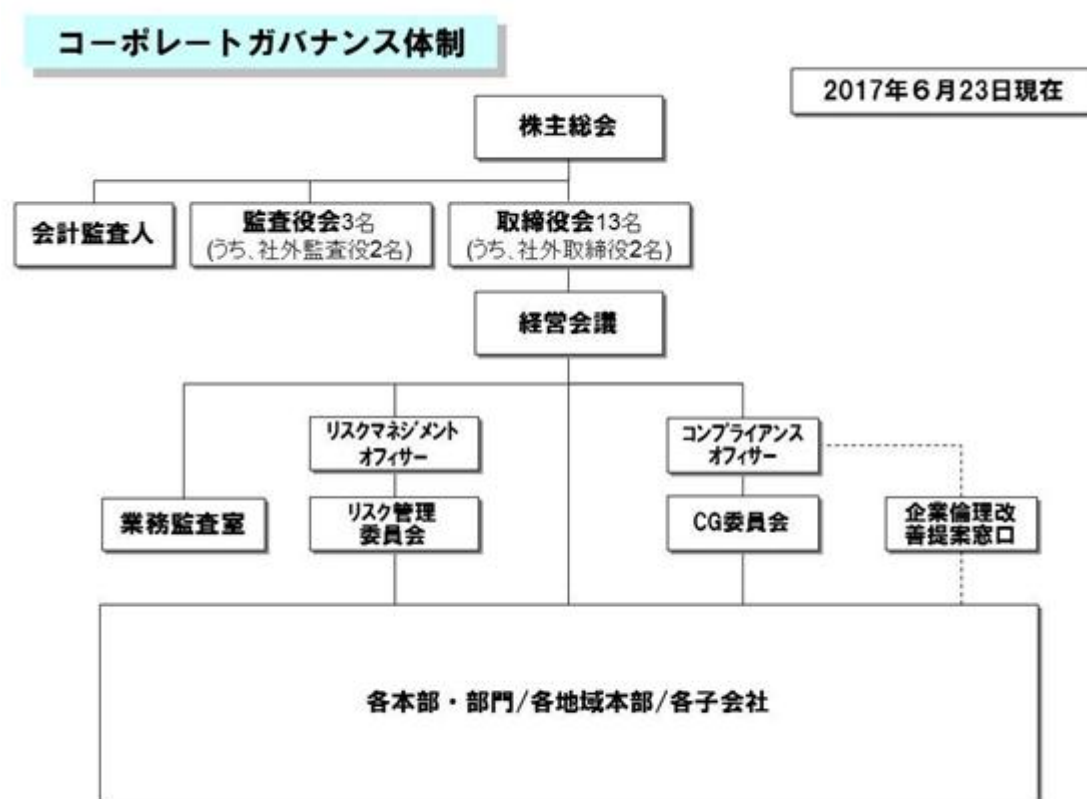 コーポレートガバナンス体制
2017年6月23日現在
株主総会
会計監査人
監査役会3名
(うち、社外監査役2名)
取締役会13名
(うち、社外取締役2名)
経営会議
リスクマネジメント
オフィサー
コンプライアンス
オフィサー
業務監査室
リスク管理
委員会
CG委員会
企業倫理改
善提案窓口
各本部・部門/各地域本部/各子会社